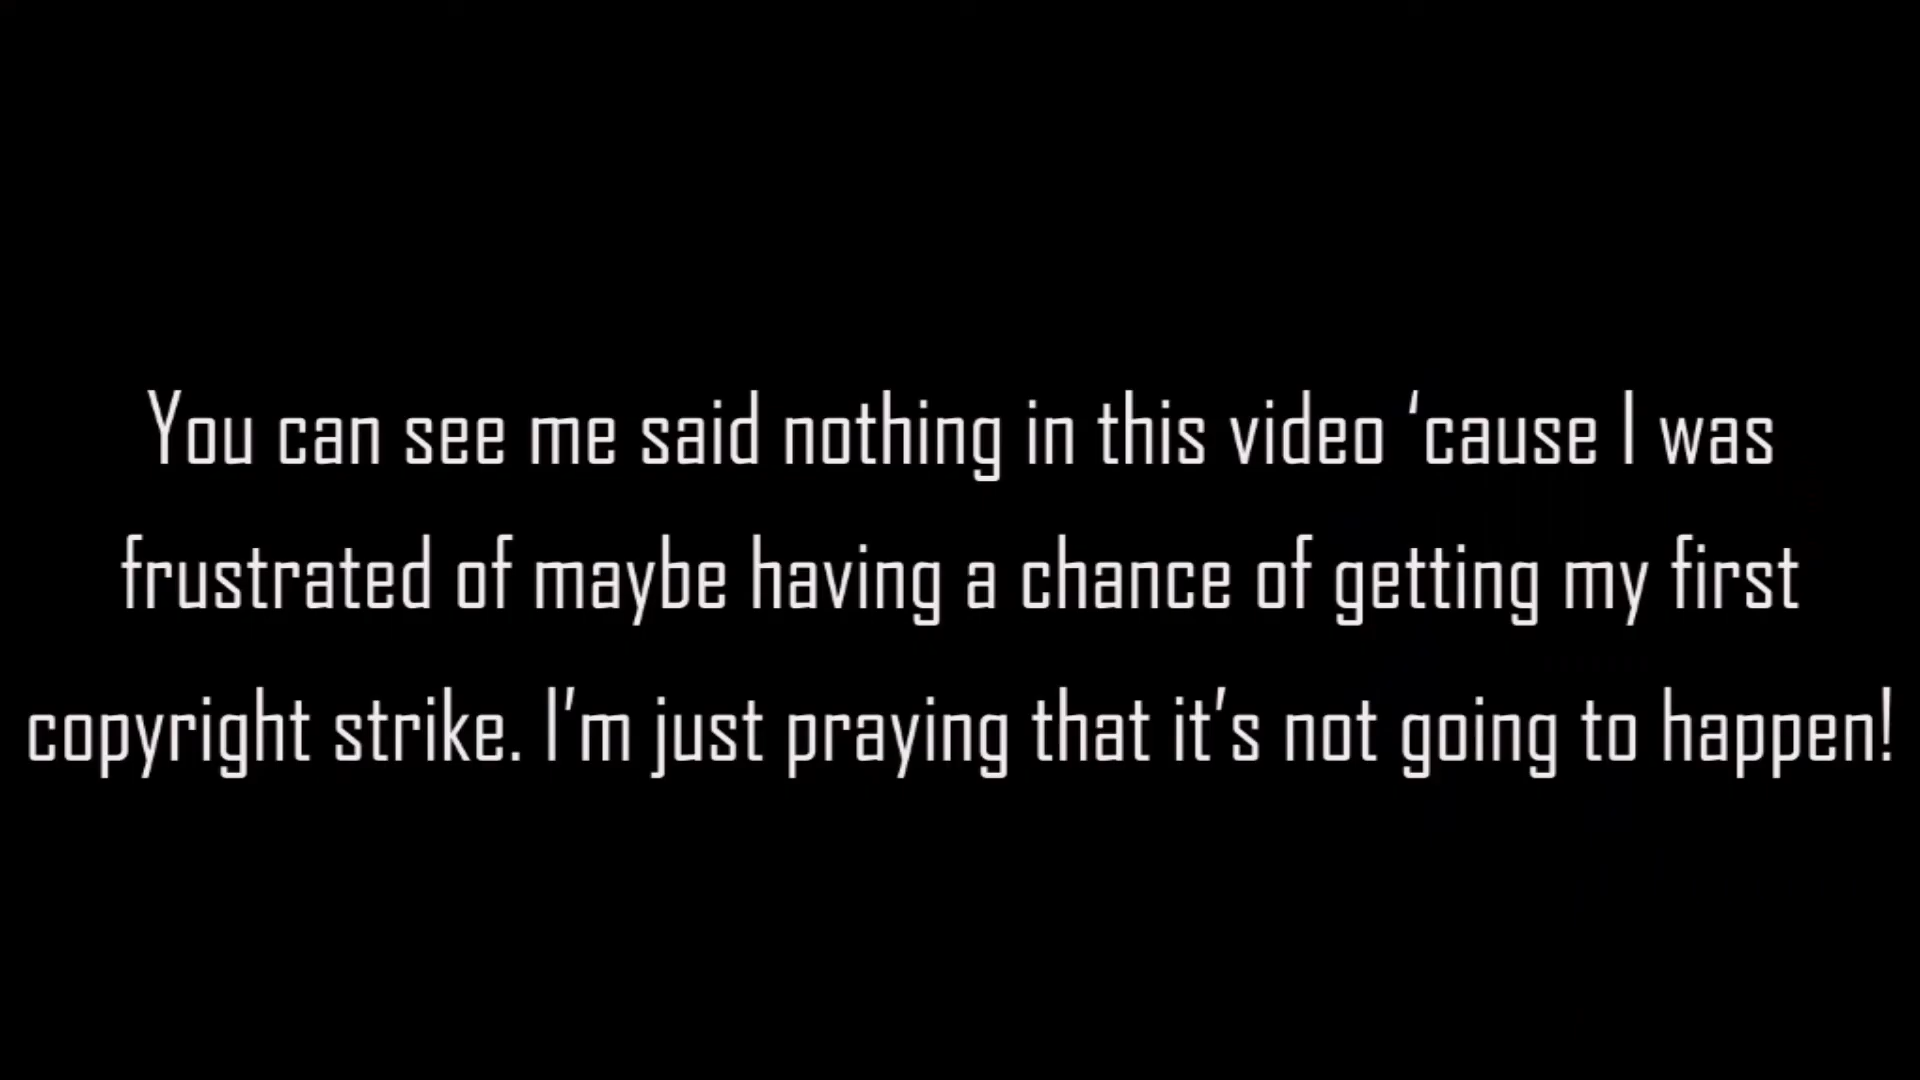 You can see me said nothing in this video ‘cause I was
frustrated of maybe having a chance of getting my first
copyright strike. I’m just praying that it’s not going to happen!